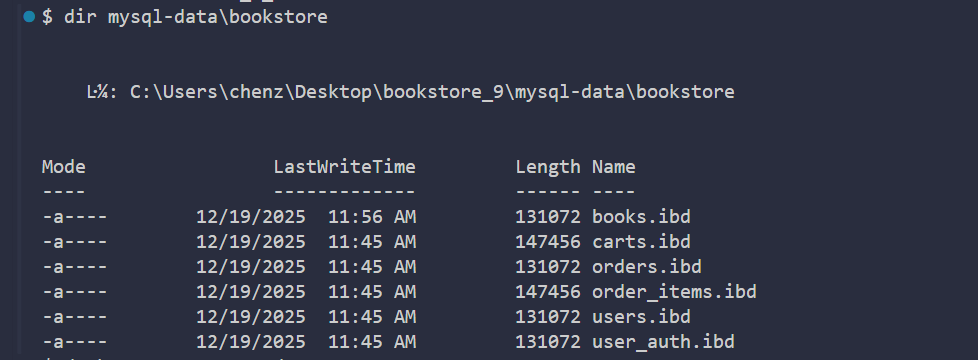 $ dir mysql-data\bookstore
Ŀ¼: C:\Users\chenz\Desktop\bookstore_9\mysql-data\bookstore
Mode LastWriteTime Length Name
---- ------------- ------ ----
-a---- 12/19/2025 11:56 AM 131072 books.ibd
-a---- 12/19/2025 11:45 AM 147456 carts.ibd
-a---- 12/19/2025 11:45 AM 131072 orders.ibd
-a---- 12/19/2025 11:45 AM 147456 order_items.ibd
-a---- 12/19/2025 11:45 AM 131072 users.ibd
-a---- 12/19/2025 11:45 AM 131072 user_auth.ibd